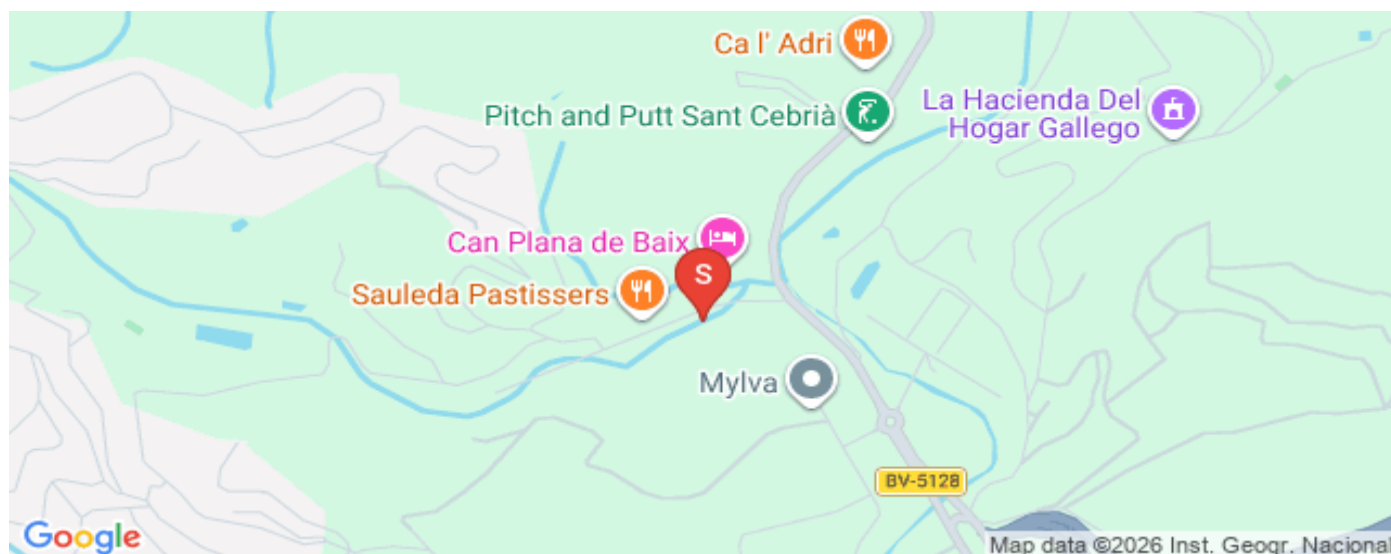 Ca l' Adri
Pitch and Putt Sant Cebrià
La Hacienda Del
Hogar Gallego
Can Plana de Baix
S
Sauleda Pastissers
Mylva
BV-5128
Google
Map data ©2026 Inst. Geogr. Nacional